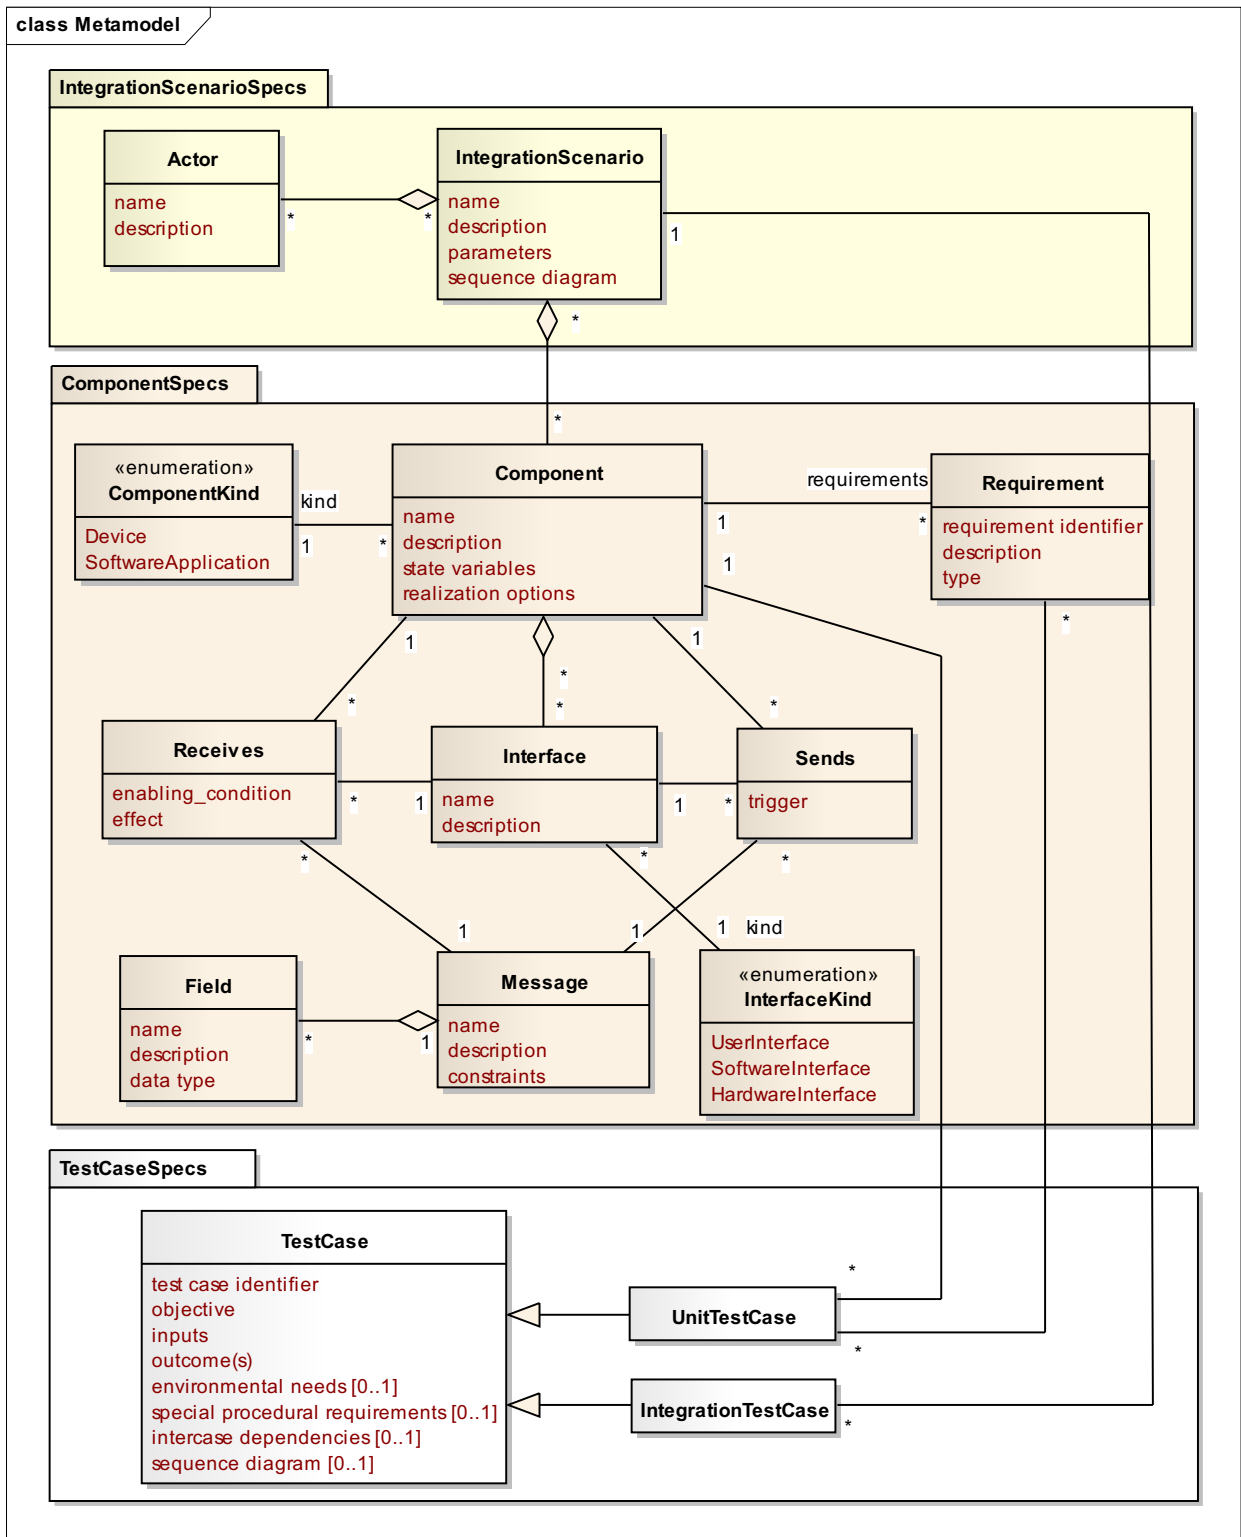 class Metamodel
IntegrationScenarioSpecs
Actor
name
description
IntegrationScenario
name
description
parameters
sequence diagram
*
*
1
*
ComponentSpecs
*
«enumeration»
ComponentKind
Device
SoftwareApplication
kind
1
*
Component
name
description
state variables
realization options
requirements
1
*
1
Requirement
requirement identifier
description
type
*
1
1
*
*
*
*
Receives
enabling_condition
effect
*
1
Interface
name
description
1
*
Sends
trigger
*
*
*
1
1
1 kind
Field
name
description
data type
*
1
Message
name
description
constraints
«enumeration»
InterfaceKind
UserInterface
SoftwareInterface
HardwareInterface
TestCaseSpecs
TestCase
test case identifier
objective
inputs
outcome(s)
environmental needs [0..1]
special procedural requirements [0..1]
intercase dependencies [0..1]
sequence diagram [0..1]
*
UnitTestCase
*
IntegrationTestCase
*